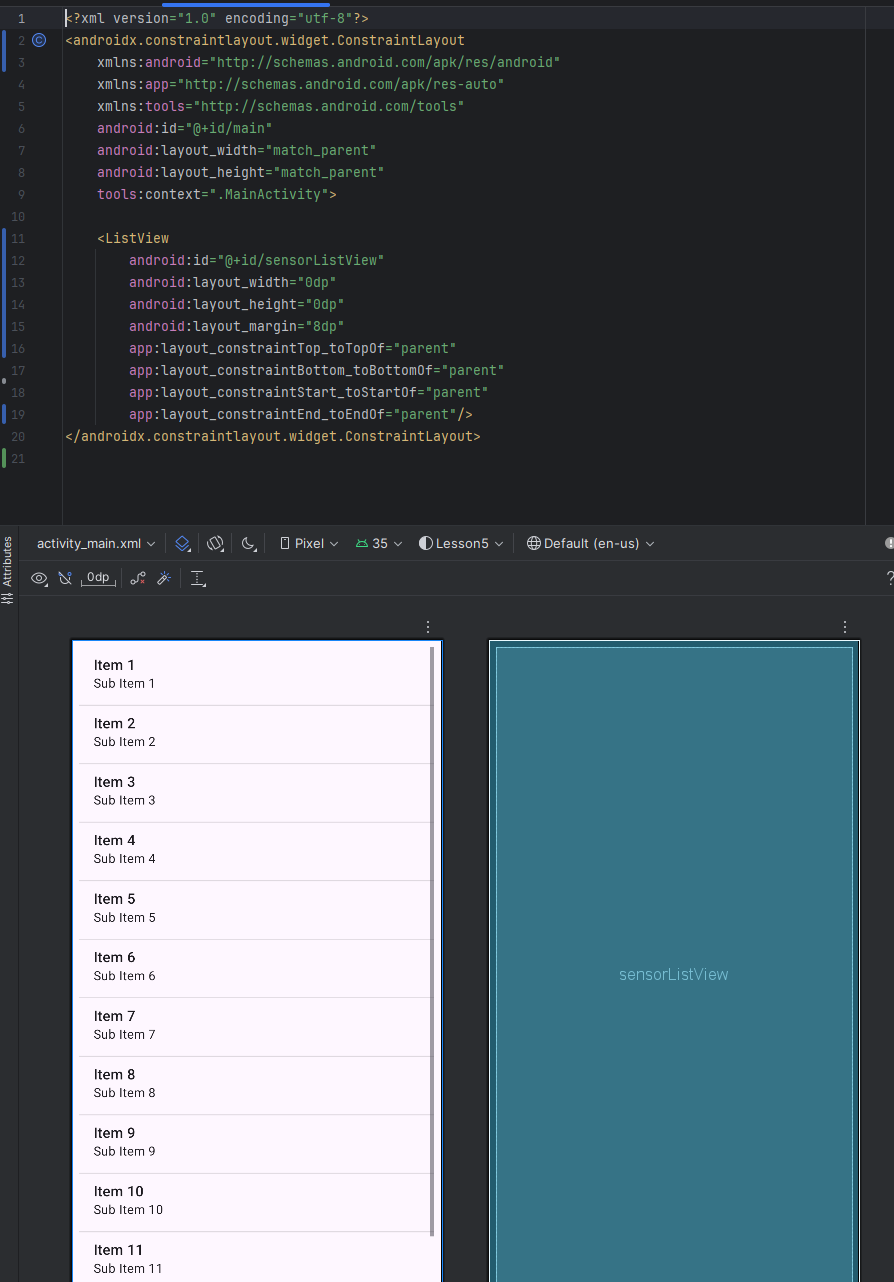 1 <?xml version="1.0" encoding="utf-8"?>
2 <androidx.constraintlayout.widget.ConstraintLayout
3 xmlns:android="http://schemas.android.com/apk/res/android"
4 xmlns:app="http://schemas.android.com/apk/res-auto"
5 xmlns:tools="http://schemas.android.com/tools"
6 android:id="@+id/main"
7 android:layout_width="match_parent"
8 android:layout_height="match_parent"
9 tools:context=".MainActivity">
10
11 <ListView
12 android:id="@+id/sensorListView"
13 android:layout_width="0dp"
14 android:layout_height="0dp"
15 android:layout_margin="8dp"
16 app:layout_constraintTop_toTopOf="parent"
17 app:layout_constraintBottom_toBottomOf="parent"
18 app:layout_constraintStart_toStartOf="parent"
19 app:layout_constraintEnd_toEndOf="parent"/>
20 </androidx.constraintlayout.widget.ConstraintLayout>
21
Attributes
activity_main.xml Pixel 35 Lesson5 Default (en-us)
0dp ?
Item 1
Sub Item 1
Item 2
Sub Item 2
Item 3
Sub Item 3
Item 4
Sub Item 4
Item 5
Sub Item 5
Item 6
Sub Item 6
Item 7
Sub Item 7
Item 8
Sub Item 8
Item 9
Sub Item 9
Item 10
Sub Item 10
Item 11
Sub Item 11
sensorListView